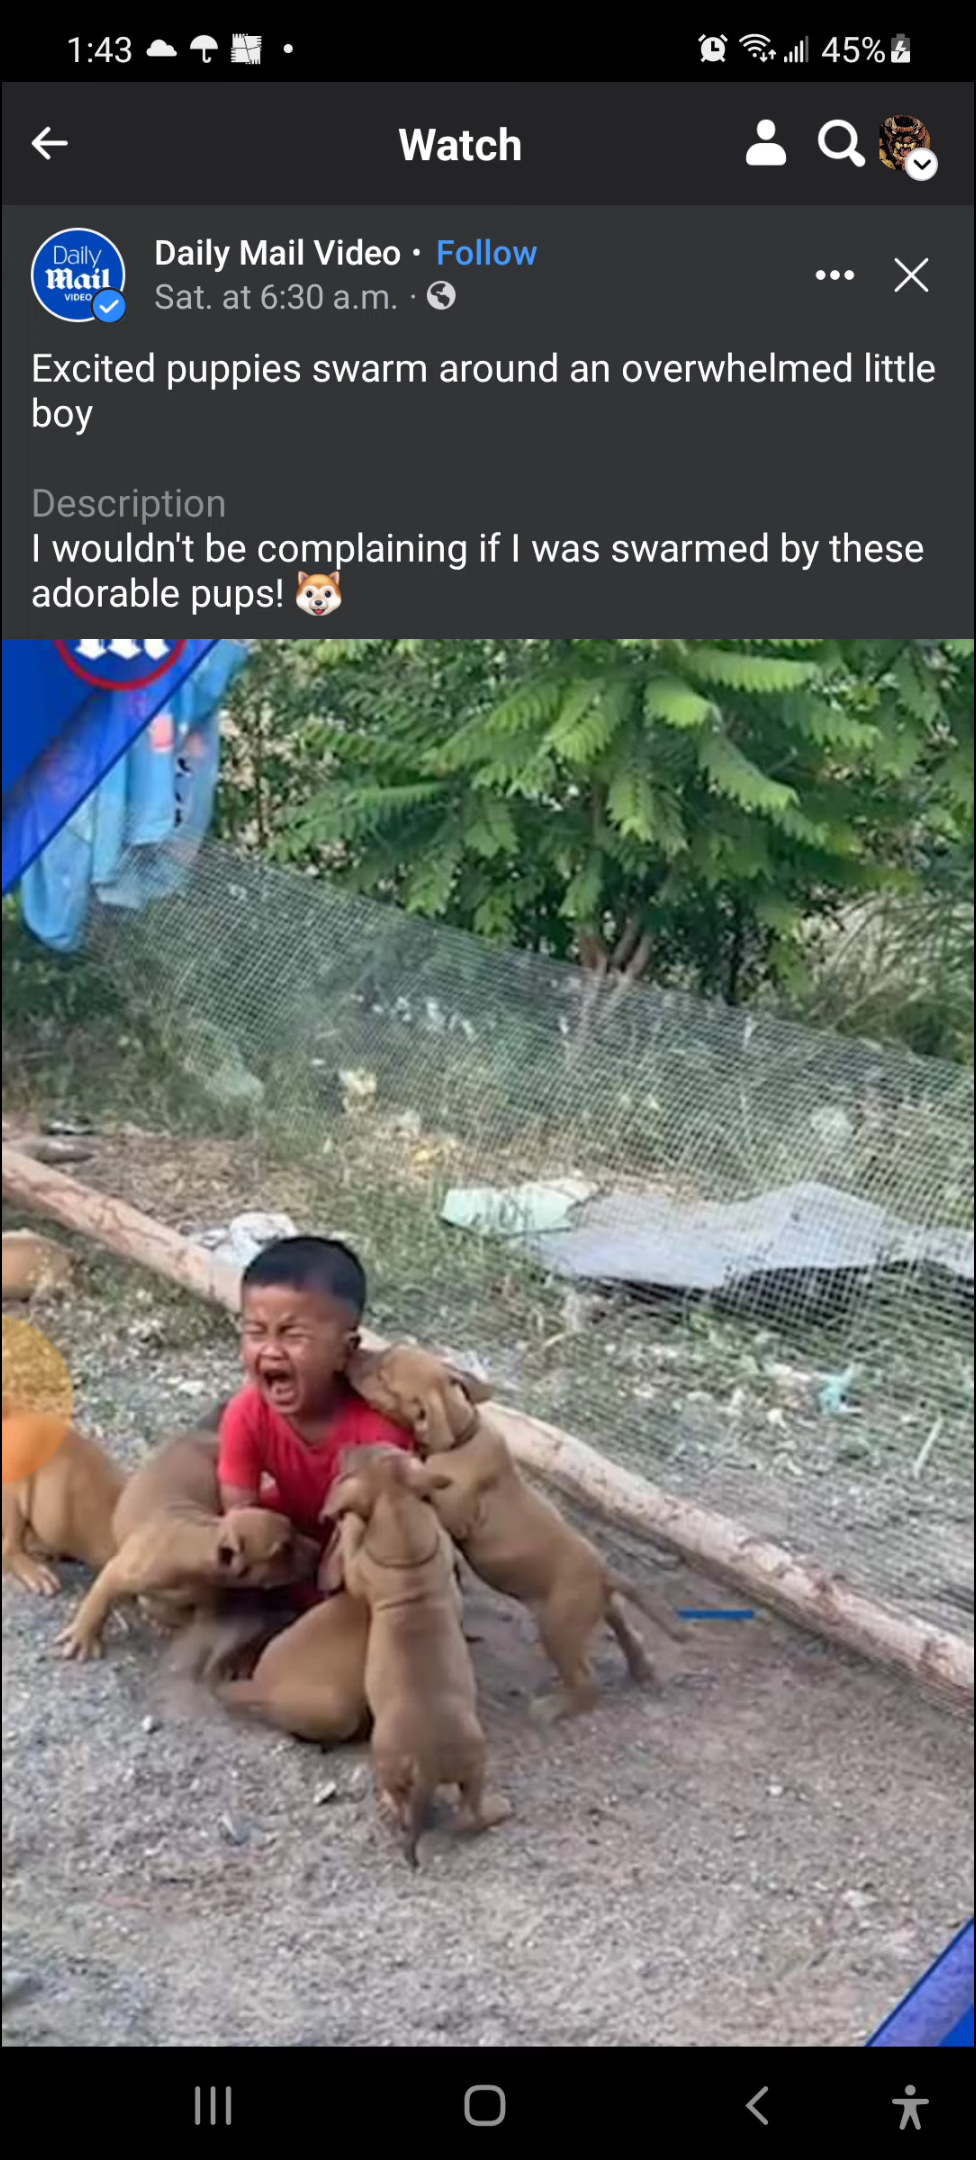 1:43
45%
Watch
Daily
Mail
VIDEO
Daily Mail Video • Follow
Sat. at 6:30 a.m. ·
Excited puppies swarm around an overwhelmed little
boy
Description
I wouldn't be complaining if I was swarmed by these
adorable pups! 🐕